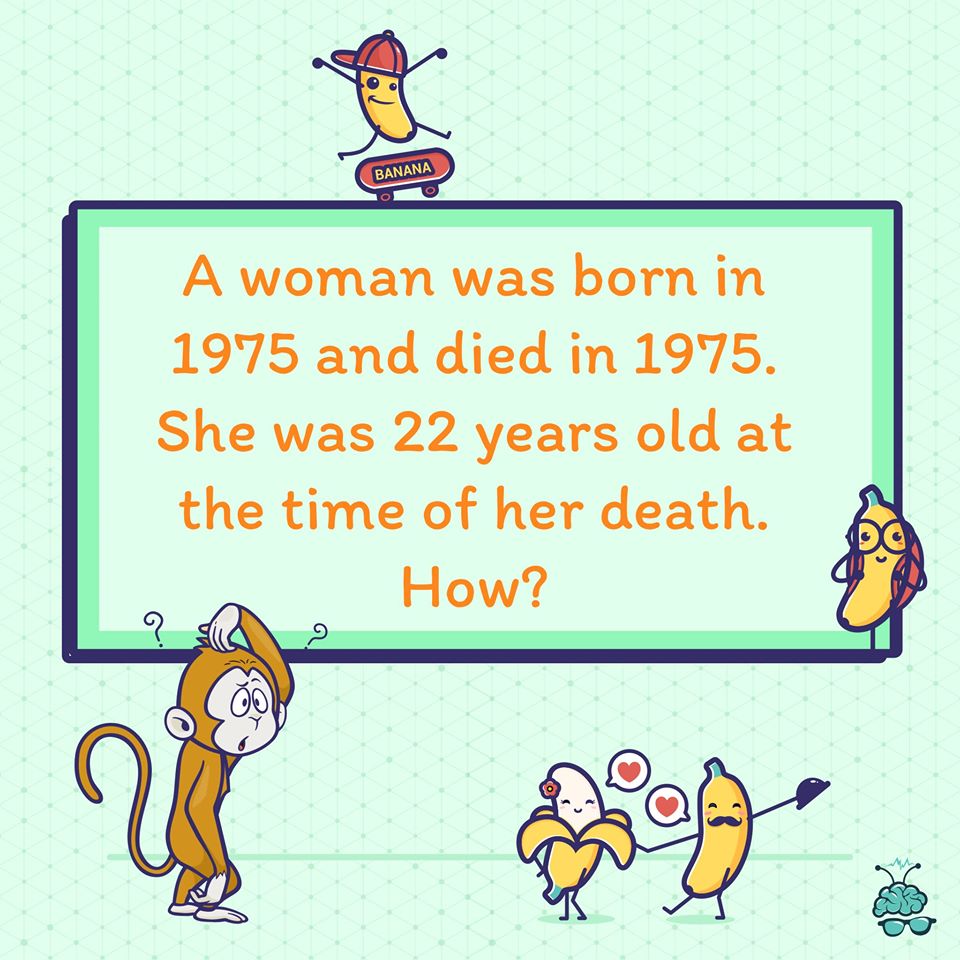 BANANA
A woman was born in
1975 and died in 1975.
She was 22 years old at
the time of her death.
How?
? ?